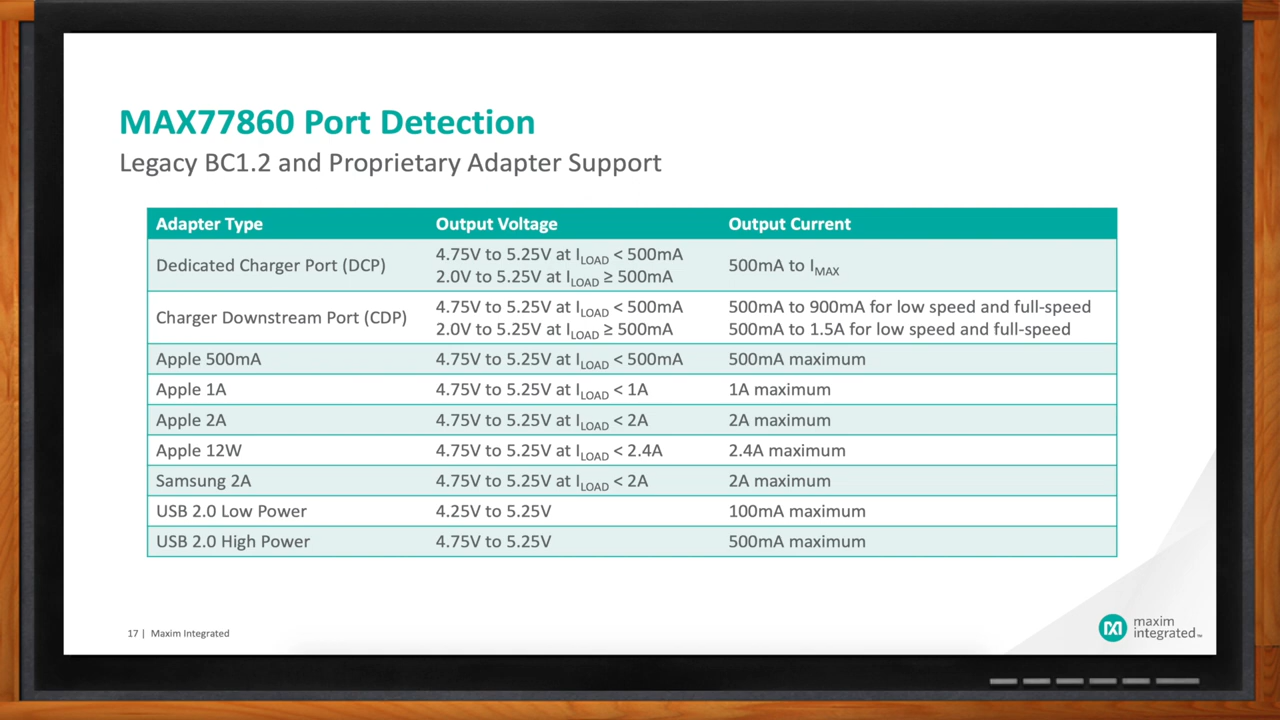 MAX77860 Port Detection
Legacy BC1.2 and Proprietary Adapter Support
Adapter Type Output Voltage Output Current
Dedicated Charger Port (DCP) 4.75V to 5.25V at ILOAD < 500mA 500mA to IMAX
2.0V to 5.25V at ILOAD ≥ 500mA
Charger Downstream Port (CDP) 4.75V to 5.25V at ILOAD < 500mA 500mA to 900mA for low speed and full-speed
2.0V to 5.25V at ILOAD ≥ 500mA 500mA to 1.5A for low speed and full-speed
Apple 500mA 4.75V to 5.25V at ILOAD < 500mA 500mA maximum
Apple 1A 4.75V to 5.25V at ILOAD < 1A 1A maximum
Apple 2A 4.75V to 5.25V at ILOAD < 2A 2A maximum
Apple 12W 4.75V to 5.25V at ILOAD < 2.4A 2.4A maximum
Samsung 2A 4.75V to 5.25V at ILOAD < 2A 2A maximum
USB 2.0 Low Power 4.25V to 5.25V 100mA maximum
USB 2.0 High Power 4.75V to 5.25V 500mA maximum
17 | Maxim Integrated
maxim
integrated™